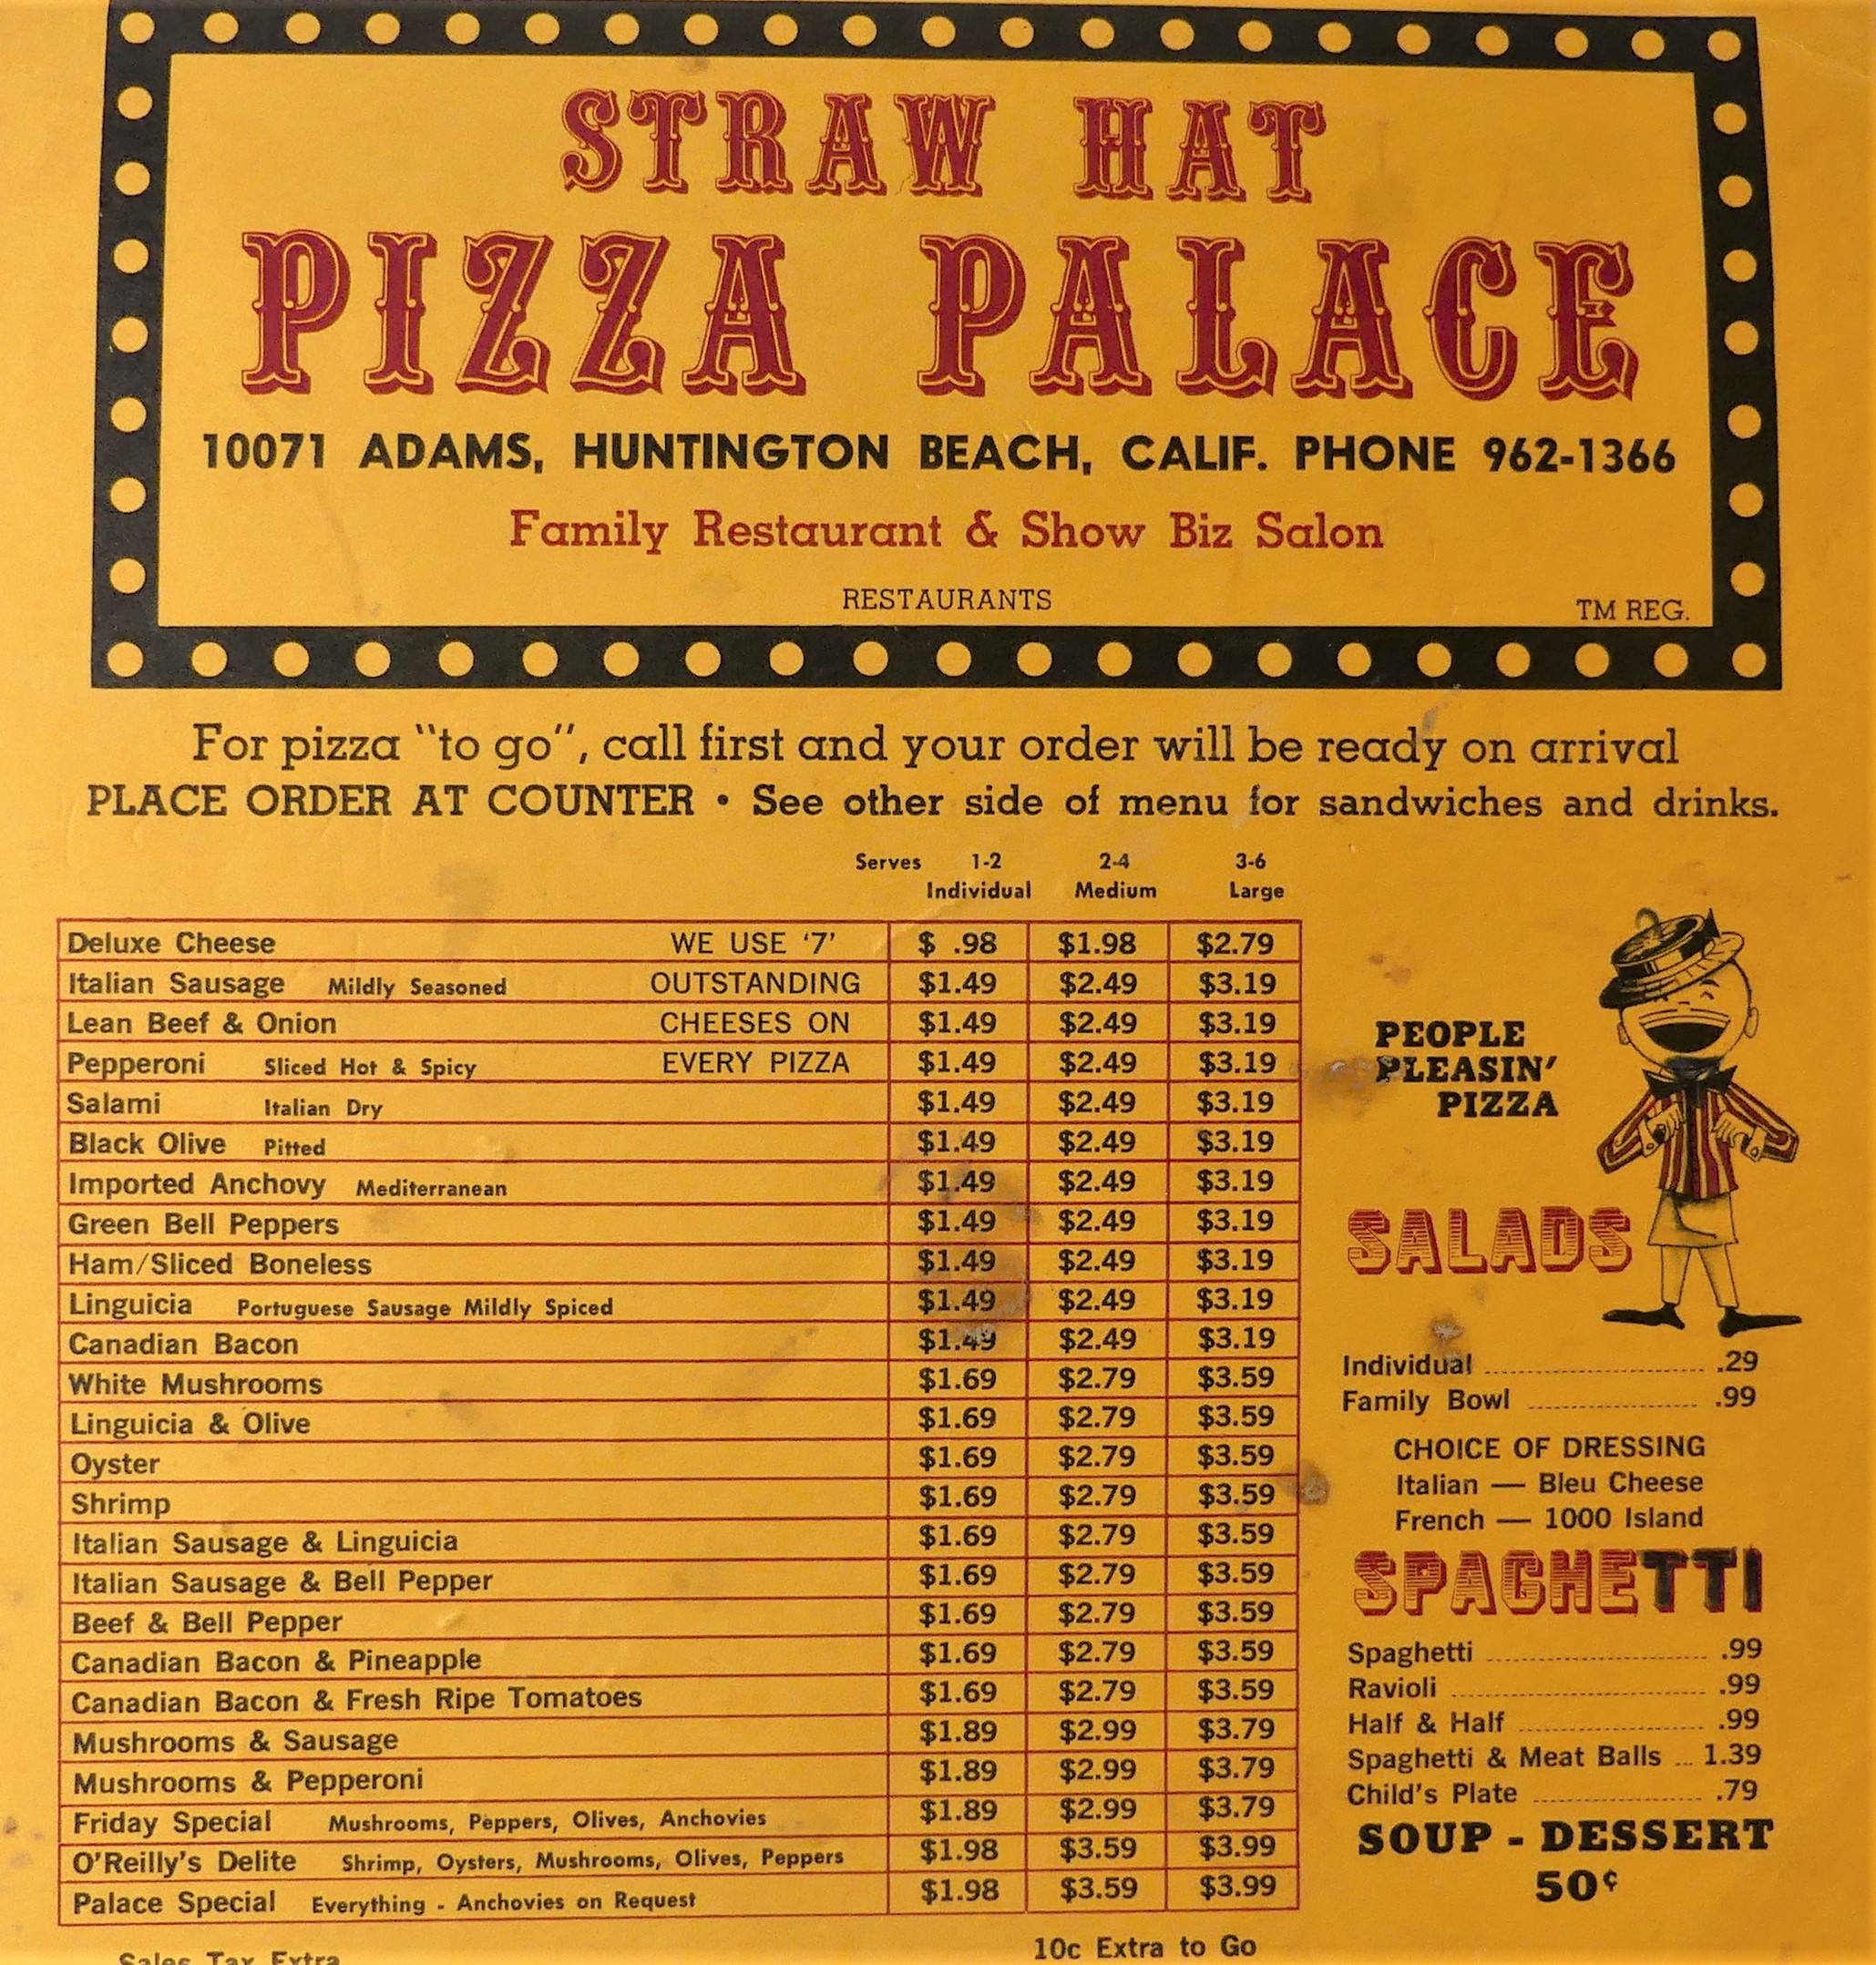 STRAW HAT
PIZZA PALACE
10071 ADAMS, HUNTINGTON BEACH, CALIF. PHONE 962-1366
Family Restaurant & Show Biz Salon
RESTAURANTS
TM REG.
For pizza "to go", call first and your order will be ready on arrival
PLACE ORDER AT COUNTER • See other side of menu for sandwiches and drinks.
Serves 1-2 2-4 3-6
Individual Medium Large
Deluxe Cheese WE USE '7' $ .98 $1.98 $2.79
Italian Sausage Mildly Seasoned OUTSTANDING $1.49 $2.49 $3.19
Lean Beef & Onion CHEESES ON $1.49 $2.49 $3.19
Pepperoni Sliced Hot & Spicy EVERY PIZZA $1.49 $2.49 $3.19
Salami Italian Dry $1.49 $2.49 $3.19
Black Olive Pitted $1.49 $2.49 $3.19
Imported Anchovy Mediterranean $1.49 $2.49 $3.19
Green Bell Peppers $1.49 $2.49 $3.19
Ham/Sliced Boneless $1.49 $2.49 $3.19
Linguicia Portuguese Sausage Mildly Spiced $1.49 $2.49 $3.19
Canadian Bacon $1.49 $2.49 $3.19
White Mushrooms $1.69 $2.79 $3.59
Linguicia & Olive $1.69 $2.79 $3.59
Oyster $1.69 $2.79 $3.59
Shrimp $1.69 $2.79 $3.59
Italian Sausage & Linguicia $1.69 $2.79 $3.59
Italian Sausage & Bell Pepper $1.69 $2.79 $3.59
Beef & Bell Pepper $1.69 $2.79 $3.59
Canadian Bacon & Pineapple $1.69 $2.79 $3.59
Canadian Bacon & Fresh Ripe Tomatoes $1.69 $2.79 $3.59
Mushrooms & Sausage $1.89 $2.99 $3.79
Mushrooms & Pepperoni $1.89 $2.99 $3.79
Friday Special Mushrooms, Peppers, Olives, Anchovies $1.89 $2.99 $3.79
O'Reilly's Delite Shrimp, Oysters, Mushrooms, Olives, Peppers $1.98 $3.59 $3.99
Palace Special Everything - Anchovies on Request $1.98 $3.59 $3.99
Sales Tax Extra
10c Extra to Go
PEOPLE
PLEASIN'
PIZZA
SALADS
Individual .29
Family Bowl .99
CHOICE OF DRESSING
Italian — Bleu Cheese
French — 1000 Island
SPAGHETTI
Spaghetti .99
Ravioli .99
Half & Half .99
Spaghetti & Meat Balls ... 1.39
Child's Plate .79
SOUP - DESSERT
50¢